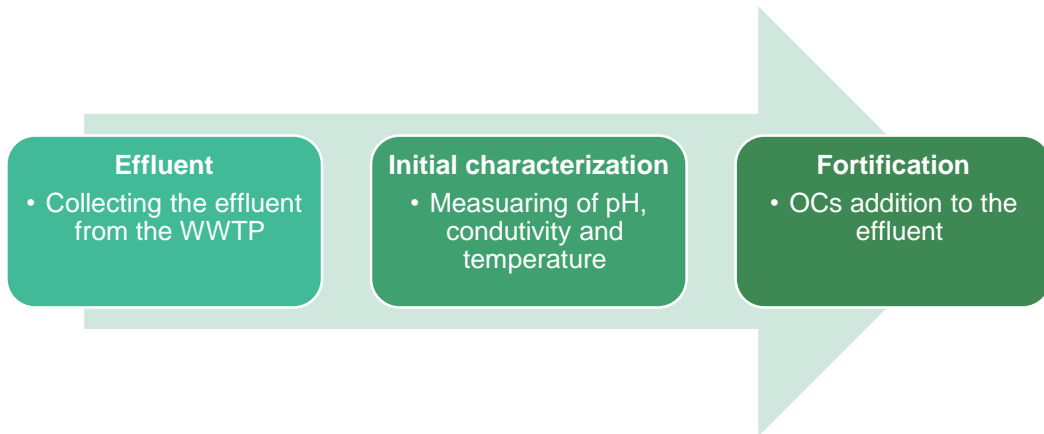 Effluent
• Collecting the effluent
from the WWTP
Initial characterization
• Measuaring of pH,
condutivity and
temperature
Fortification
• OCs addition to the
effluent